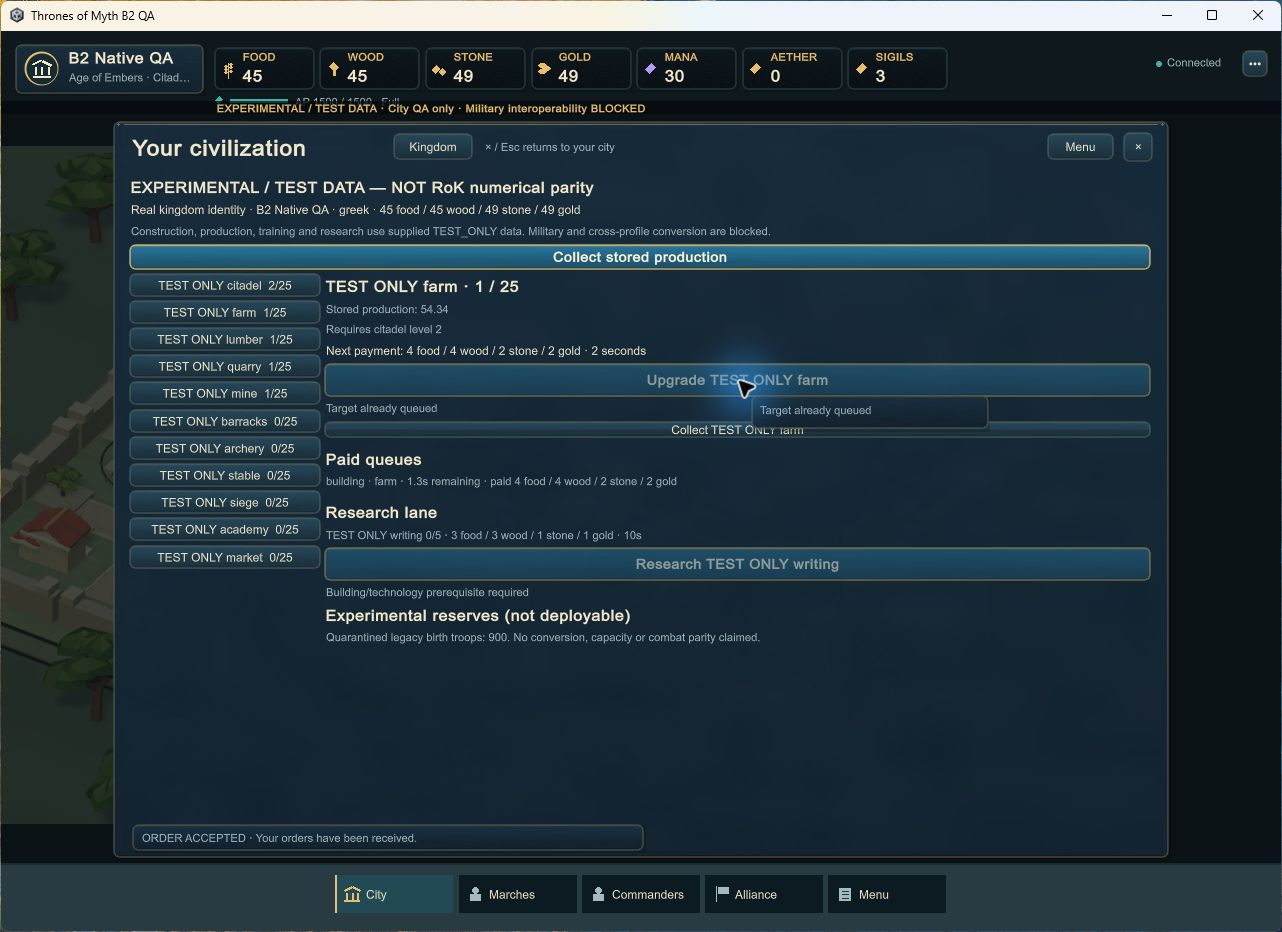 Thrones of Myth B2 QA
B2 Native QA
Age of Embers · Citad...
FOOD
45
WOOD
45
STONE
49
GOLD
49
MANA
30
AETHER
0
SIGILS
3
Connected
AP 1500 / 1500 · Full
EXPERIMENTAL / TEST DATA · City QA only · Military interoperability BLOCKED
Your civilization
Kingdom
× / Esc returns to your city
Menu
×
EXPERIMENTAL / TEST DATA — NOT RoK numerical parity
Real kingdom identity · B2 Native QA · greek · 45 food / 45 wood / 49 stone / 49 gold
Construction, production, training and research use supplied TEST_ONLY data. Military and cross-profile conversion are blocked.
Collect stored production
TEST ONLY citadel 2/25
TEST ONLY farm 1/25
TEST ONLY lumber 1/25
TEST ONLY quarry 1/25
TEST ONLY mine 1/25
TEST ONLY barracks 0/25
TEST ONLY archery 0/25
TEST ONLY stable 0/25
TEST ONLY siege 0/25
TEST ONLY academy 0/25
TEST ONLY market 0/25
TEST ONLY farm · 1 / 25
Stored production: 54.34
Requires citadel level 2
Next payment: 4 food / 4 wood / 2 stone / 2 gold · 2 seconds
Upgrade TEST ONLY farm
Target already queued
Target already queued
Collect TEST ONLY farm
Paid queues
building · farm · 1.3s remaining · paid 4 food / 4 wood / 2 stone / 2 gold
Research lane
TEST ONLY writing 0/5 · 3 food / 3 wood / 1 stone / 1 gold · 10s
Research TEST ONLY writing
Building/technology prerequisite required
Experimental reserves (not deployable)
Quarantined legacy birth troops: 900. No conversion, capacity or combat parity claimed.
ORDER ACCEPTED · Your orders have been received.
City
Marches
Commanders
Alliance
Menu